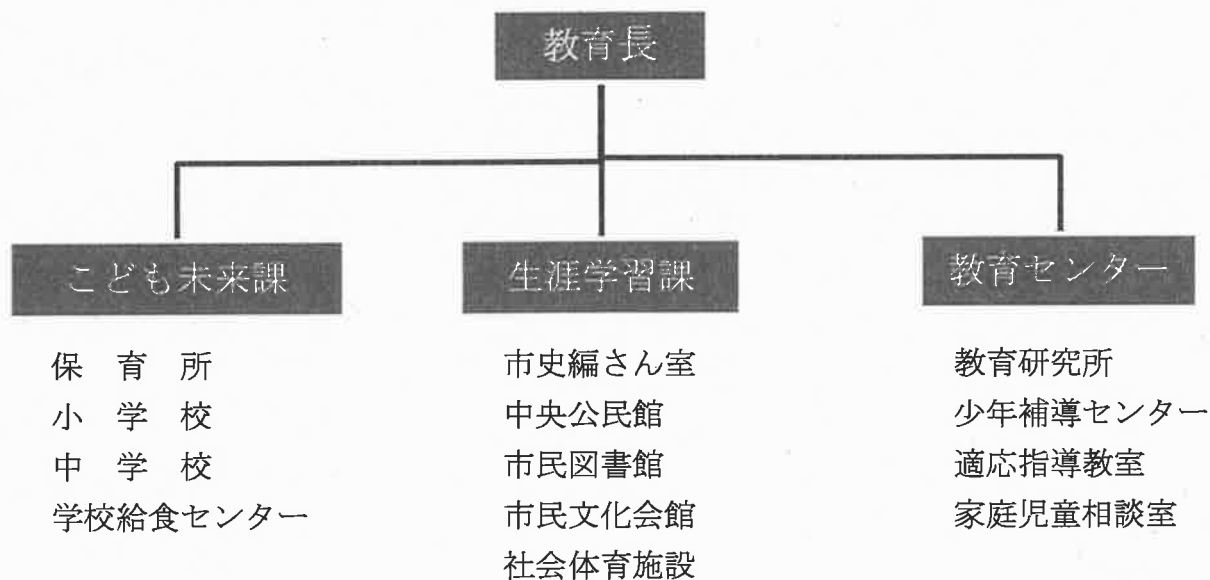 教育長
こども未来課
保育所
小学校
中学校
学校給食センター
生涯学習課
市史編さん室
中央公民館
市民図書館
市民文化会館
社会体育施設
教育センター
教育研究所
少年補導センター
適応指導教室
家庭児童相談室